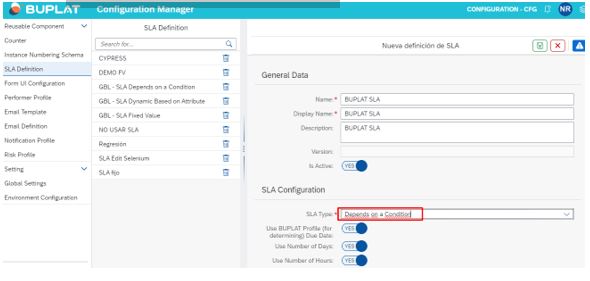 BUPLAT Configuration Manager CONFIGURATION - CFG NR
Reusable Component
Counter
Instance Numbering Schema
SLA Definition
Form UI Configuration
Performer Profile
Email Template
Email Definition
Notification Profile
Risk Profile
Setting
Global Settings
Environment Configuration
SLA Definition
Search for...
CYPRESS
DEMO FV
GBL - SLA Depends on a Condition
GBL - SLA Dynamic Based on Attribute
GBL - SLA Fixed Value
NO USAR SLA
Regresión
SLA Edit Selenium
SLA fijo
Nueva definición de SLA
General Data
Name:* BUPLAT SLA
Display Name:* BUPLAT SLA
Description: BUPLAT SLA
Version:
Is Active: YES
SLA Configuration
SLA Type:* Depends on a Condition
Use BUPLAT Profile (for
determining) Due Date: YES
Use Number of Days: YES
Use Number of Hours: YES